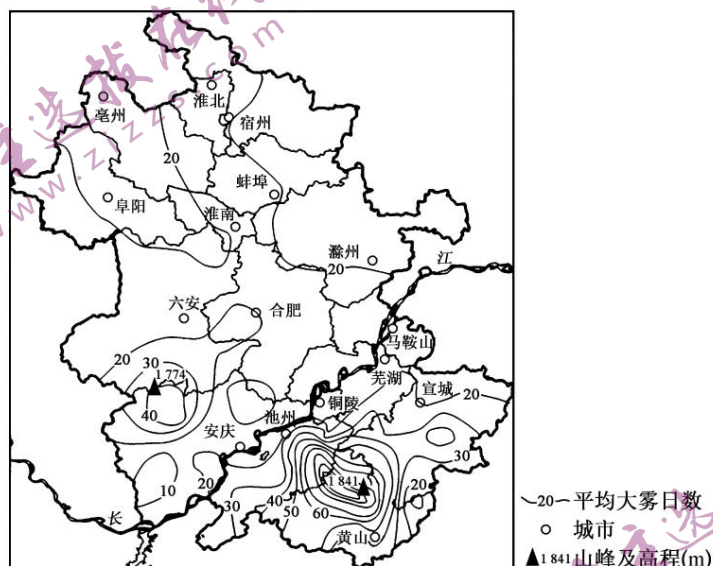 淮北
亳州
宿州
20
蚌埠
阜阳
淮南
滁州
江
20
六安
合肥
马鞍山
20
30
1 774
芜湖
宣城
20
铜陵
40
池州
安庆
30
10
20
1 841
30
40
20
50
60
长
黄山
20 平均大雾日数
城市
1 841 山峰及高程(m)
www.zizzs.com